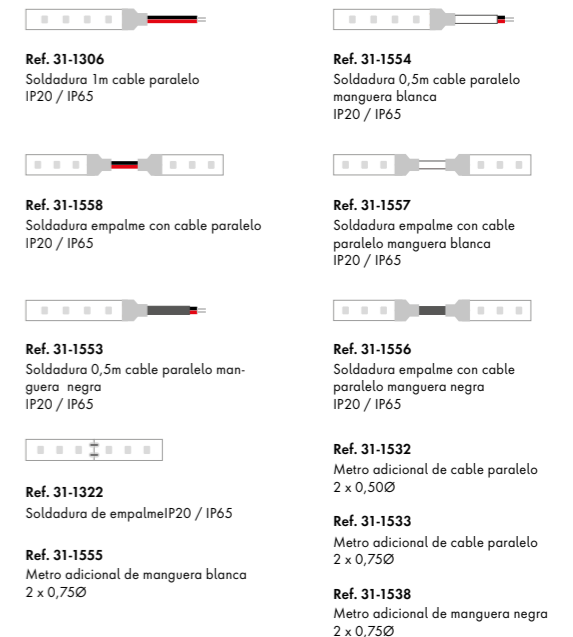 Ref. 31-1306
Soldadura 1m cable paralelo
IP20 / IP65
Ref. 31-1554
Soldadura 0,5m cable paralelo
manguera blanca
IP20 / IP65
Ref. 31-1558
Soldadura empalme con cable paralelo
IP20 / IP65
Ref. 31-1557
Soldadura empalme con cable
paralelo manguera blanca
IP20 / IP65
Ref. 31-1553
Soldadura 0,5m cable paralelo man-
guera negra
IP20 / IP65
Ref. 31-1556
Soldadura empalme con cable
paralelo manguera negra
IP20 / IP65
Ref. 31-1322
Soldadura de empalmeIP20 / IP65
Ref. 31-1555
Metro adicional de manguera blanca
2 x 0,75Ø
Ref. 31-1532
Metro adicional de cable paralelo
2 x 0,50Ø
Ref. 31-1533
Metro adicional de cable paralelo
2 x 0,75Ø
Ref. 31-1538
Metro adicional de manguera negra
2 x 0,75Ø